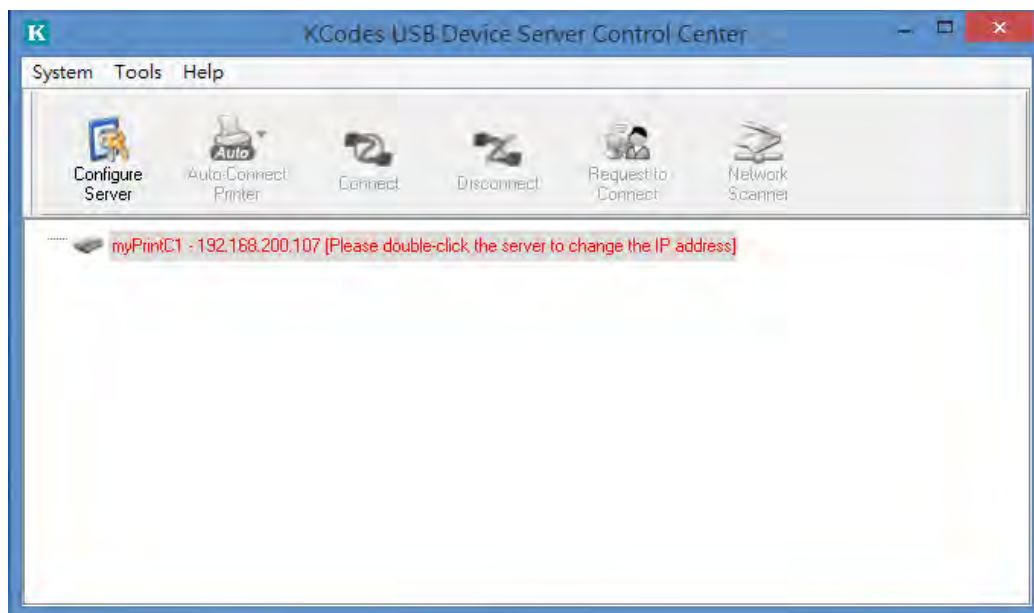 K
KCodes USB Device Server Control Center
System Tools Help
Auto
Configure Server
Auto-Connect Printer
Connect
Disconnect
Request to Connect
Network Scanner
myPrintC1 - 192.168.200.107 [Please double-click the server to change the IP address]